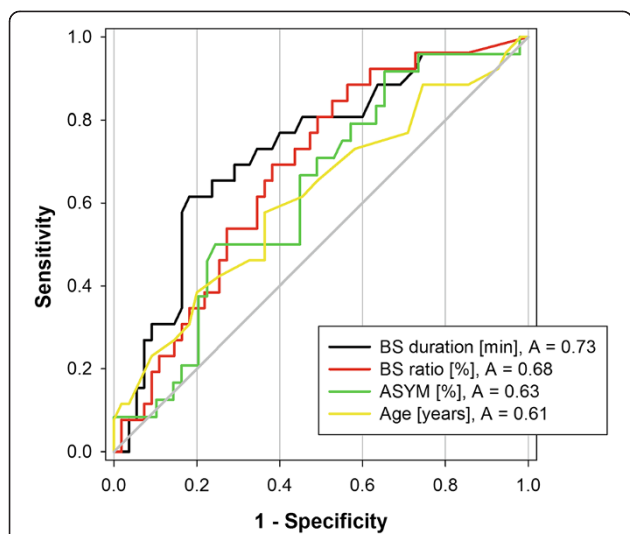 1.0
0.8
0.6
0.4
0.2
0.0
Sensitivity
BS duration [min], A = 0.73
BS ratio [%], A = 0.68
ASYM [%], A = 0.63
Age [years], A = 0.61
0.0 0.2 0.4 0.6 0.8 1.0
1 - Specificity